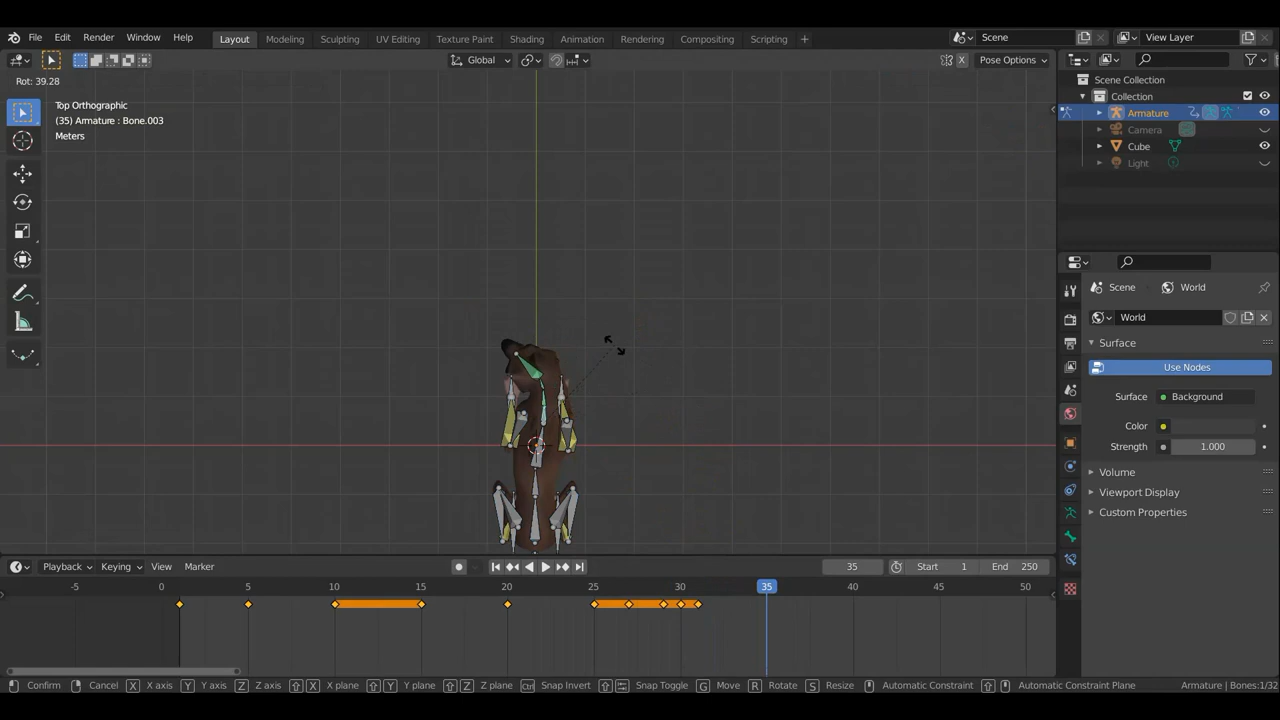 File Edit Render Window Help Layout Modeling Sculpting UV Editing Texture Paint Shading Animation Rendering Compositing Scripting + Scene View Layer
Global Pose Options
X
Rot: 39.28
Top Orthographic
(35) Armature : Bone.003
Meters
Scene Collection
Collection
Armature
Camera
Cube
Light
Scene World
World
Surface
Use Nodes
Surface Background
Color
Strength 1.000
Volume
Viewport Display
Custom Properties
Playback Keying View Marker 35 Start 1 End 250
-5 0 5 10 15 20 25 30 35 40 45 50
Confirm Cancel X X axis Y Y axis Z Z axis X X plane Y Y plane Z Z plane Ctrl Snap Invert Snap Toggle G Move R Rotate S Resize Automatic Constraint Automatic Constraint Plane Armature | Bones:1/32